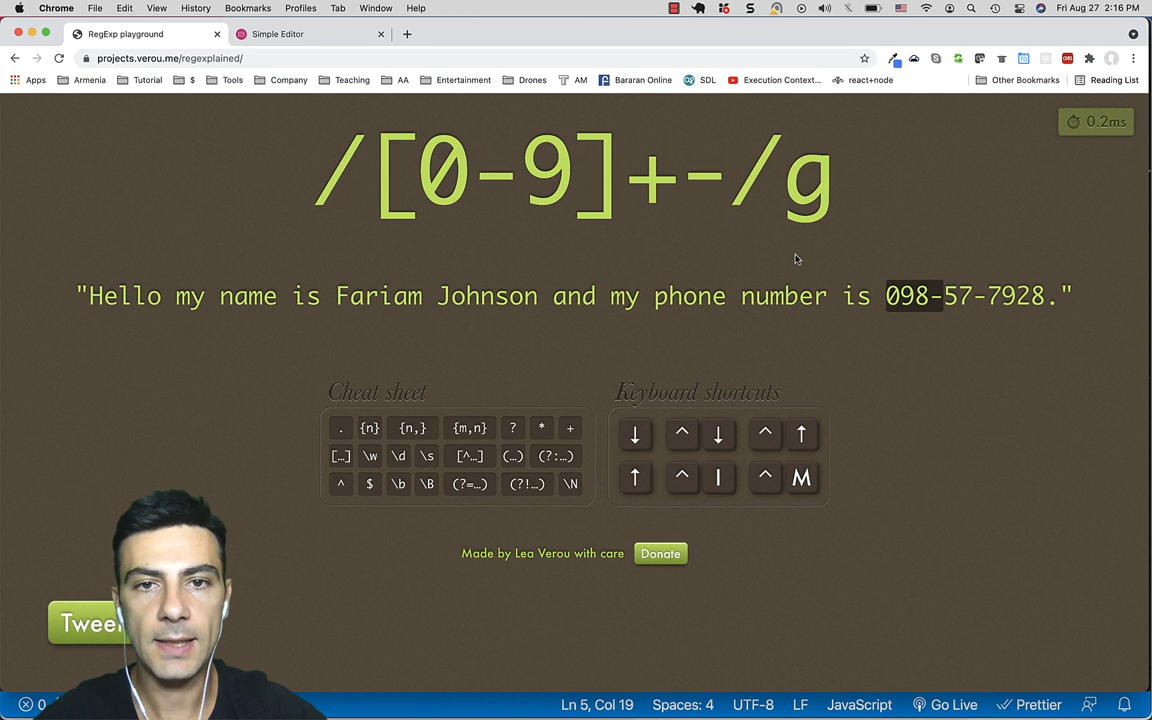 Chrome File Edit View History Bookmarks Profiles Tab Window Help Fri Aug 27 2:16 PM
RegExp playground Simple Editor
projects.verou.me/regexplained/
Apps Armenia Tutorial $ Tools Company Teaching AA Entertainment Drones AM Bararan Online SDL Execution Context... react+node Other Bookmarks Reading List
0.2ms
/[0-9]+-/g
"Hello my name is Fariam Johnson and my phone number is 098-57-7928."
Cheat sheet
. {n} {n,} {m,n} ? * +
[…] \w \d \s [^…] (…) (?:…)
^ $ \b \B (?=…) (?!…) \N
Keyboard shortcuts
↓ ^ ↓ ^ ↑
↑ ^ I ^ M
Made by Lea Verou with care Donate
Ln 5, Col 19 Spaces: 4 UTF-8 LF JavaScript Go Live Prettier